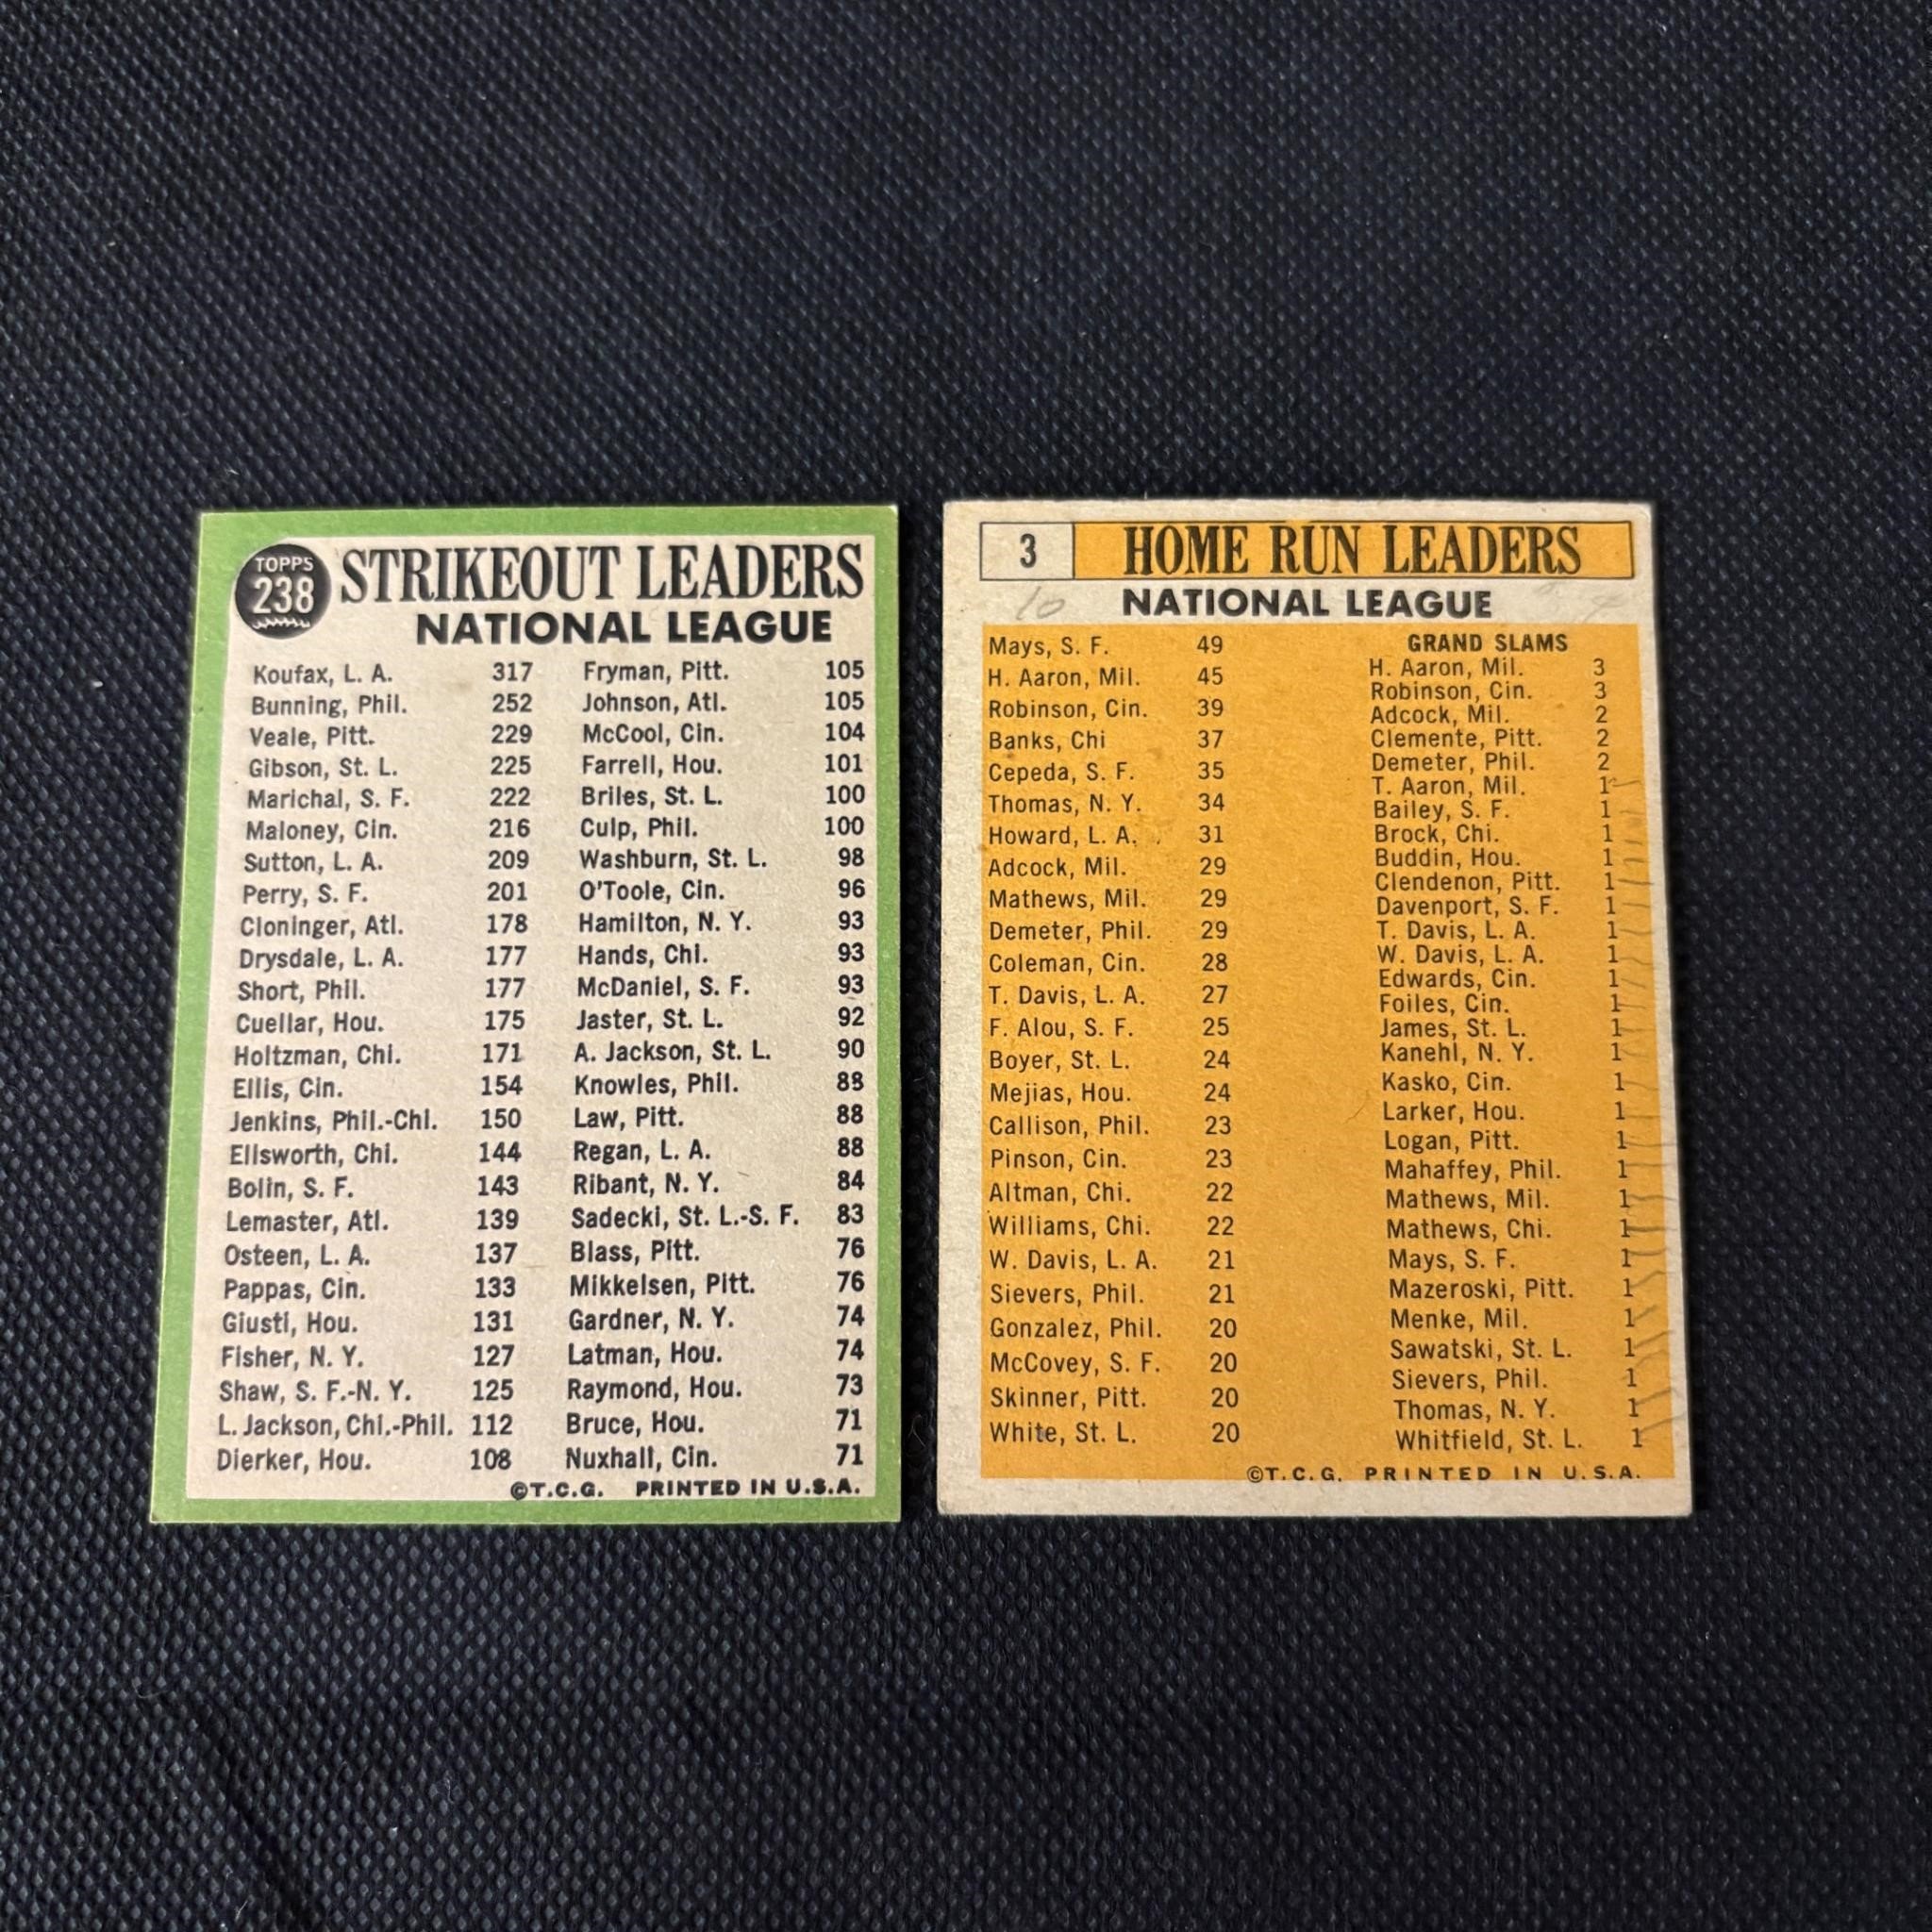 TOPPS
238
STRIKEOUT LEADERS
NATIONAL LEAGUE
Koufax, L. A. 317 Fryman, Pitt. 105
Bunning, Phil. 252 Johnson, Atl. 105
Veale, Pitt. 229 McCool, Cin. 104
Gibson, St. L. 225 Farrell, Hou. 101
Marichal, S. F. 222 Briles, St. L. 100
Maloney, Cin. 216 Culp, Phil. 100
Sutton, L. A. 209 Washburn, St. L. 98
Perry, S. F. 201 O'Toole, Cin. 96
Cloninger, Atl. 178 Hamilton, N. Y. 93
Drysdale, L. A. 177 Hands, Chi. 93
Short, Phil. 177 McDaniel, S. F. 93
Cuellar, Hou. 175 Jaster, St. L. 92
Holtzman, Chi. 171 A. Jackson, St. L. 90
Ellis, Cin. 154 Knowles, Phil. 88
Jenkins, Phil.-Chi. 150 Law, Pitt. 88
Ellsworth, Chi. 144 Regan, L. A. 88
Bolin, S. F. 143 Ribant, N. Y. 84
Lemaster, Atl. 139 Sadecki, St. L.-S. F. 83
Osteen, L. A. 137 Blass, Pitt. 76
Pappas, Cin. 133 Mikkelsen, Pitt. 76
Giusti, Hou. 131 Gardner, N. Y. 74
Fisher, N. Y. 127 Latman, Hou. 74
Shaw, S. F.-N. Y. 125 Raymond, Hou. 73
L. Jackson, Chi.-Phil. 112 Bruce, Hou. 71
Dierker, Hou. 108 Nuxhall, Cin. 71
©T.C.G. PRINTED IN U.S.A.
3 HOME RUN LEADERS
10
NATIONAL LEAGUE
Mays, S. F. 49
H. Aaron, Mil. 45
Robinson, Cin. 39
Banks, Chi 37
Cepeda, S. F. 35
Thomas, N. Y. 34
Howard, L. A. 31
Adcock, Mil. 29
Mathews, Mil. 29
Demeter, Phil. 29
Coleman, Cin. 28
T. Davis, L. A. 27
F. Alou, S. F. 25
Boyer, St. L. 24
Mejias, Hou. 24
Callison, Phil. 23
Pinson, Cin. 23
Altman, Chi. 22
Williams, Chi. 22
W. Davis, L. A. 21
Sievers, Phil. 21
Gonzalez, Phil. 20
McCovey, S. F. 20
Skinner, Pitt. 20
White, St. L. 20
GRAND SLAMS
H. Aaron, Mil. 3
Robinson, Cin. 3
Adcock, Mil. 2
Clemente, Pitt. 2
Demeter, Phil. 2
T. Aaron, Mil. 1
Bailey, S. F. 1
Brock, Chi. 1
Buddin, Hou. 1
Clendenon, Pitt. 1
Davenport, S. F. 1
T. Davis, L. A. 1
W. Davis, L. A. 1
Edwards, Cin. 1
Foiles, Cin. 1
James, St. L. 1
Kanehl, N. Y. 1
Kasko, Cin. 1
Larker, Hou. 1
Logan, Pitt. 1
Mahaffey, Phil. 1
Mathews, Mil. 1
Mathews, Chi. 1
Mays, S. F. 1
Mazeroski, Pitt. 1
Menke, Mil. 1
Sawatski, St. L. 1
Sievers, Phil. 1
Thomas, N. Y. 1
Whitfield, St. L. 1
©T.C.G. PRINTED IN U.S.A.